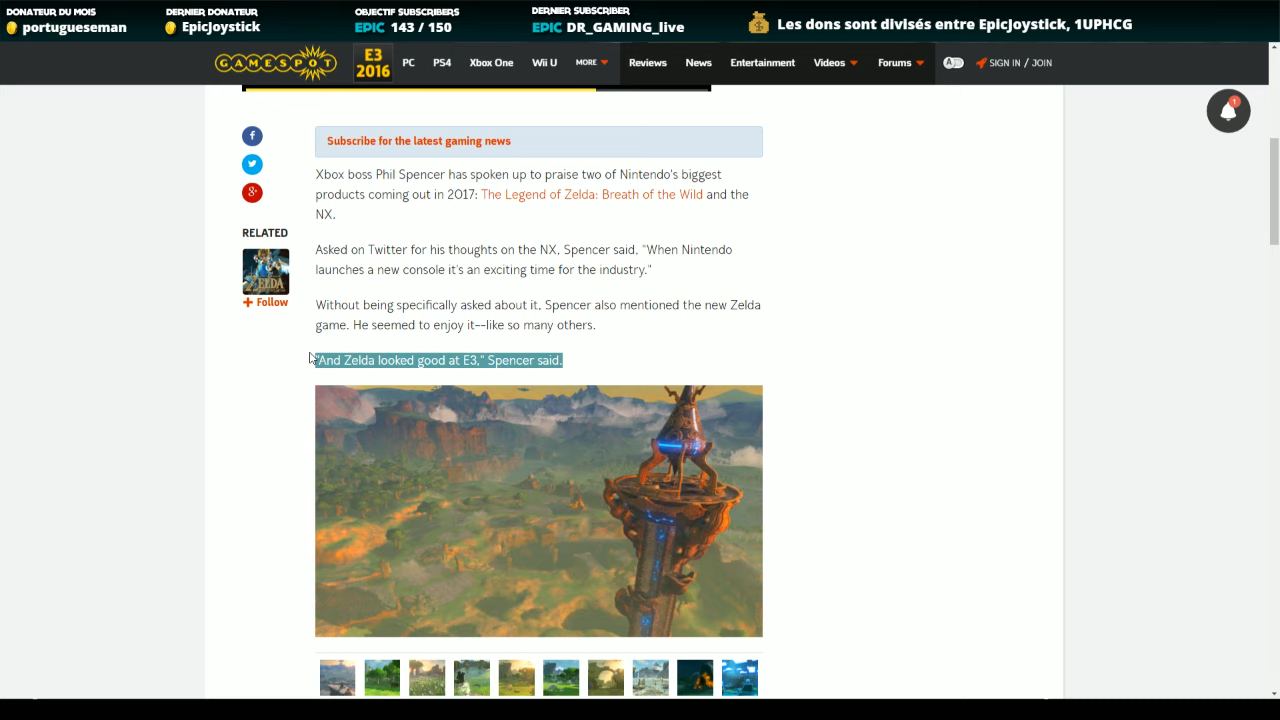 DONATEUR DU MOIS
portugueseman
DERNIER DONATEUR
EpicJoystick
OBJECTIF SUBSCRIBERS
EPIC 143 / 150
DERNIER SUBSCRIBER
EPIC DR_GAMING_live
Les dons sont divisés entre EpicJoystick, 1UPHCG
GAMESPOT
E3
2016
PC PS4 Xbox One Wii U MORE Reviews News Entertainment Videos Forums SIGN IN / JOIN
1
Subscribe for the latest gaming news
Xbox boss Phil Spencer has spoken up to praise two of Nintendo's biggest
products coming out in 2017: The Legend of Zelda: Breath of the Wild and the
NX.
RELATED
ZELDA
+ Follow
Asked on Twitter for his thoughts on the NX, Spencer said, "When Nintendo
launches a new console it's an exciting time for the industry."
Without being specifically asked about it, Spencer also mentioned the new Zelda
game. He seemed to enjoy it--like so many others.
"And Zelda looked good at E3," Spencer said.